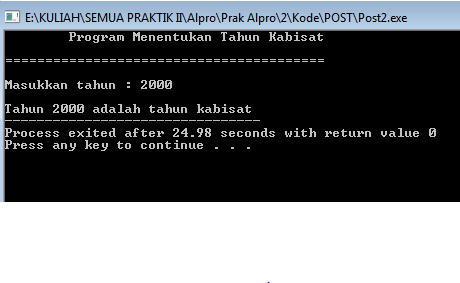 E:\KULIAH\SEMUA PRAKTIK II\Alpro\Prak Alpro\2\Kode\POST\Post2.exe
Program Menentukan Tahun Kabisat
========================================
Masukkan tahun : 2000
Tahun 2000 adalah tahun kabisat
--------------------------------
Process exited after 24.98 seconds with return value 0
Press any key to continue . . .